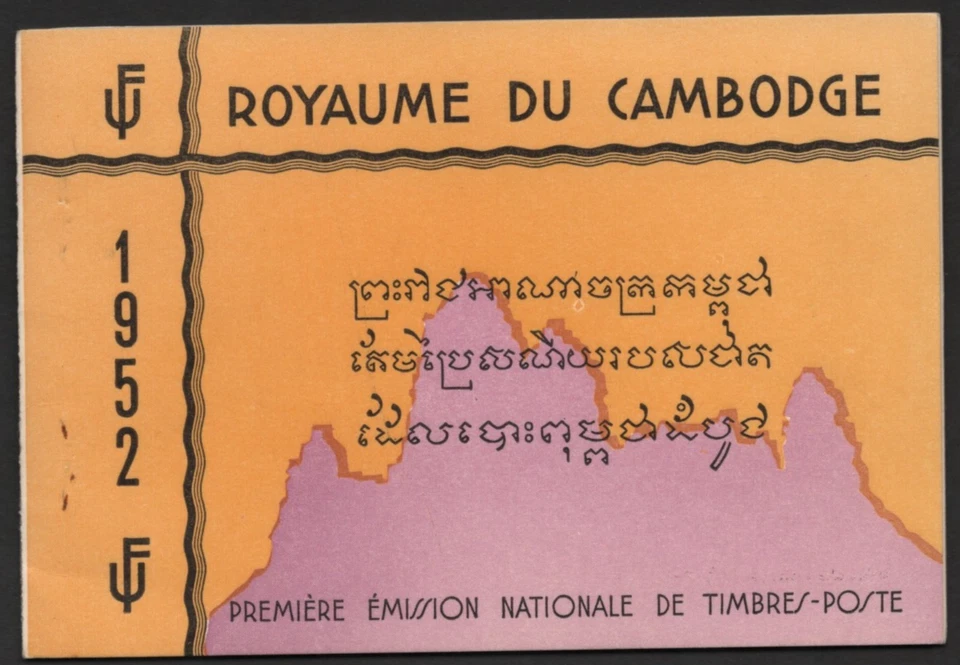 ROYAUME DU CAMBODGE
1952
ព្រះរាជអាណាចក្រកម្ពុជា
តែមប្រៃសណីយរបស់ជាត
ដែលបោះពុម្ពជាដំបូង
PREMIÈRE ÉMISSION NATIONALE DE TIMBRES-POSTE